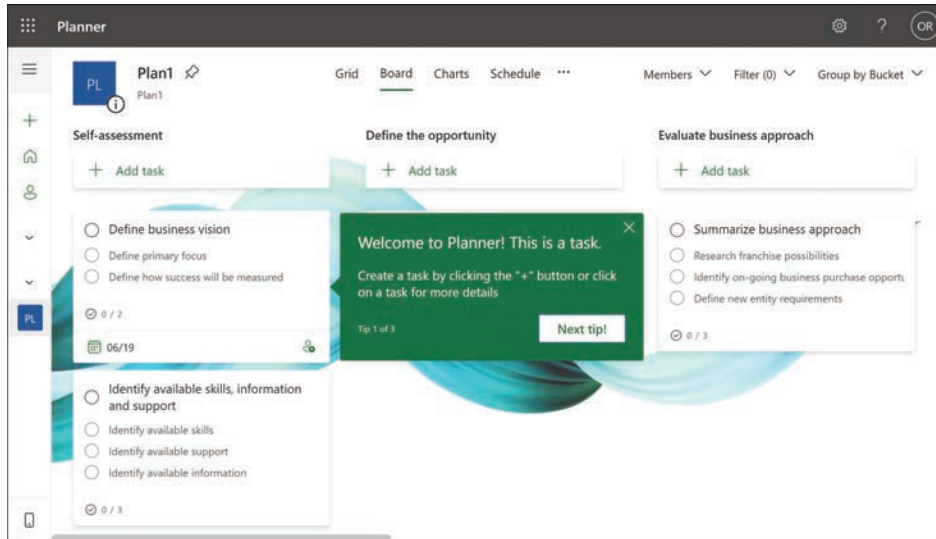 Planner
OR
PL
Plan1
Plan1
Grid Board Charts Schedule ...
Members Filter (0) Group by Bucket
Self-assessment
Add task
Define business vision
Define primary focus
Define how success will be measured
0 / 2
06/19
Identify available skills, information
and support
Identify available skills
Identify available support
Identify available information
0 / 3
Define the opportunity
Add task
Welcome to Planner! This is a task.
Create a task by clicking the "+" button or click
on a task for more details
Tip 1 of 3
Next tip!
Evaluate business approach
Add task
Summarize business approach
Research franchise possibilities
Identify on-going business purchase opportu
Define new entity requirements
0 / 3
PL